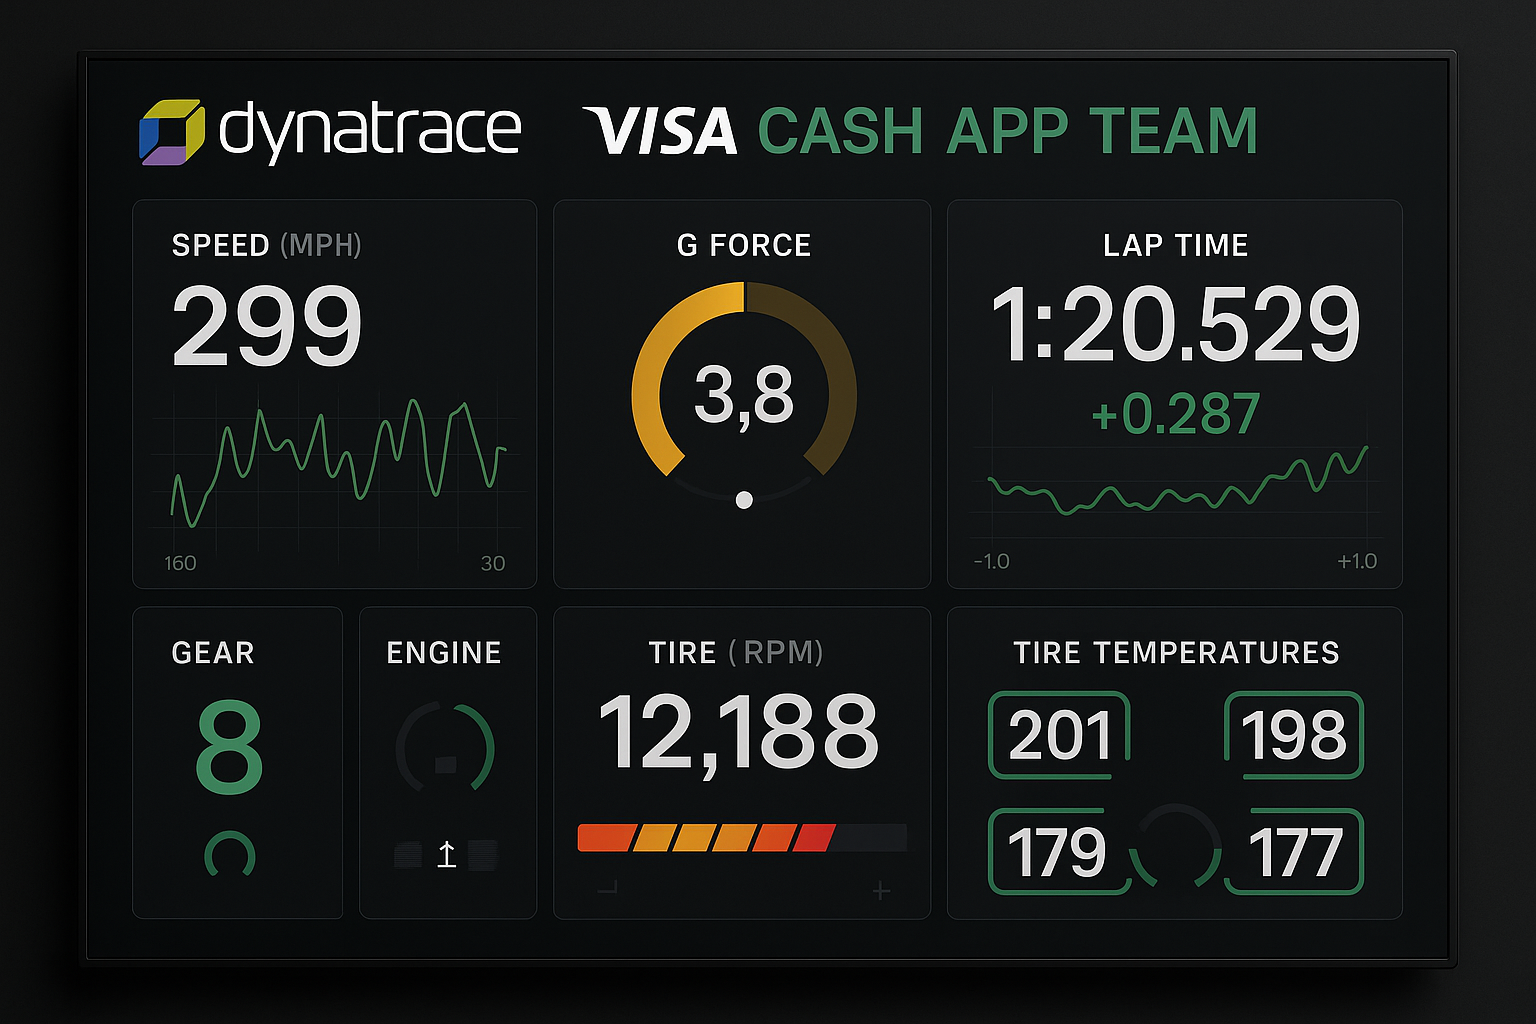 dynatrace VISA CASH APP TEAM
SPEED (MPH)
299
160 30
G FORCE
3,8
LAP TIME
1:20.529
+0.287
-1.0 +1.0
GEAR
8
ENGINE
TIRE (RPM)
12,188
TIRE TEMPERATURES
201 198
179 177